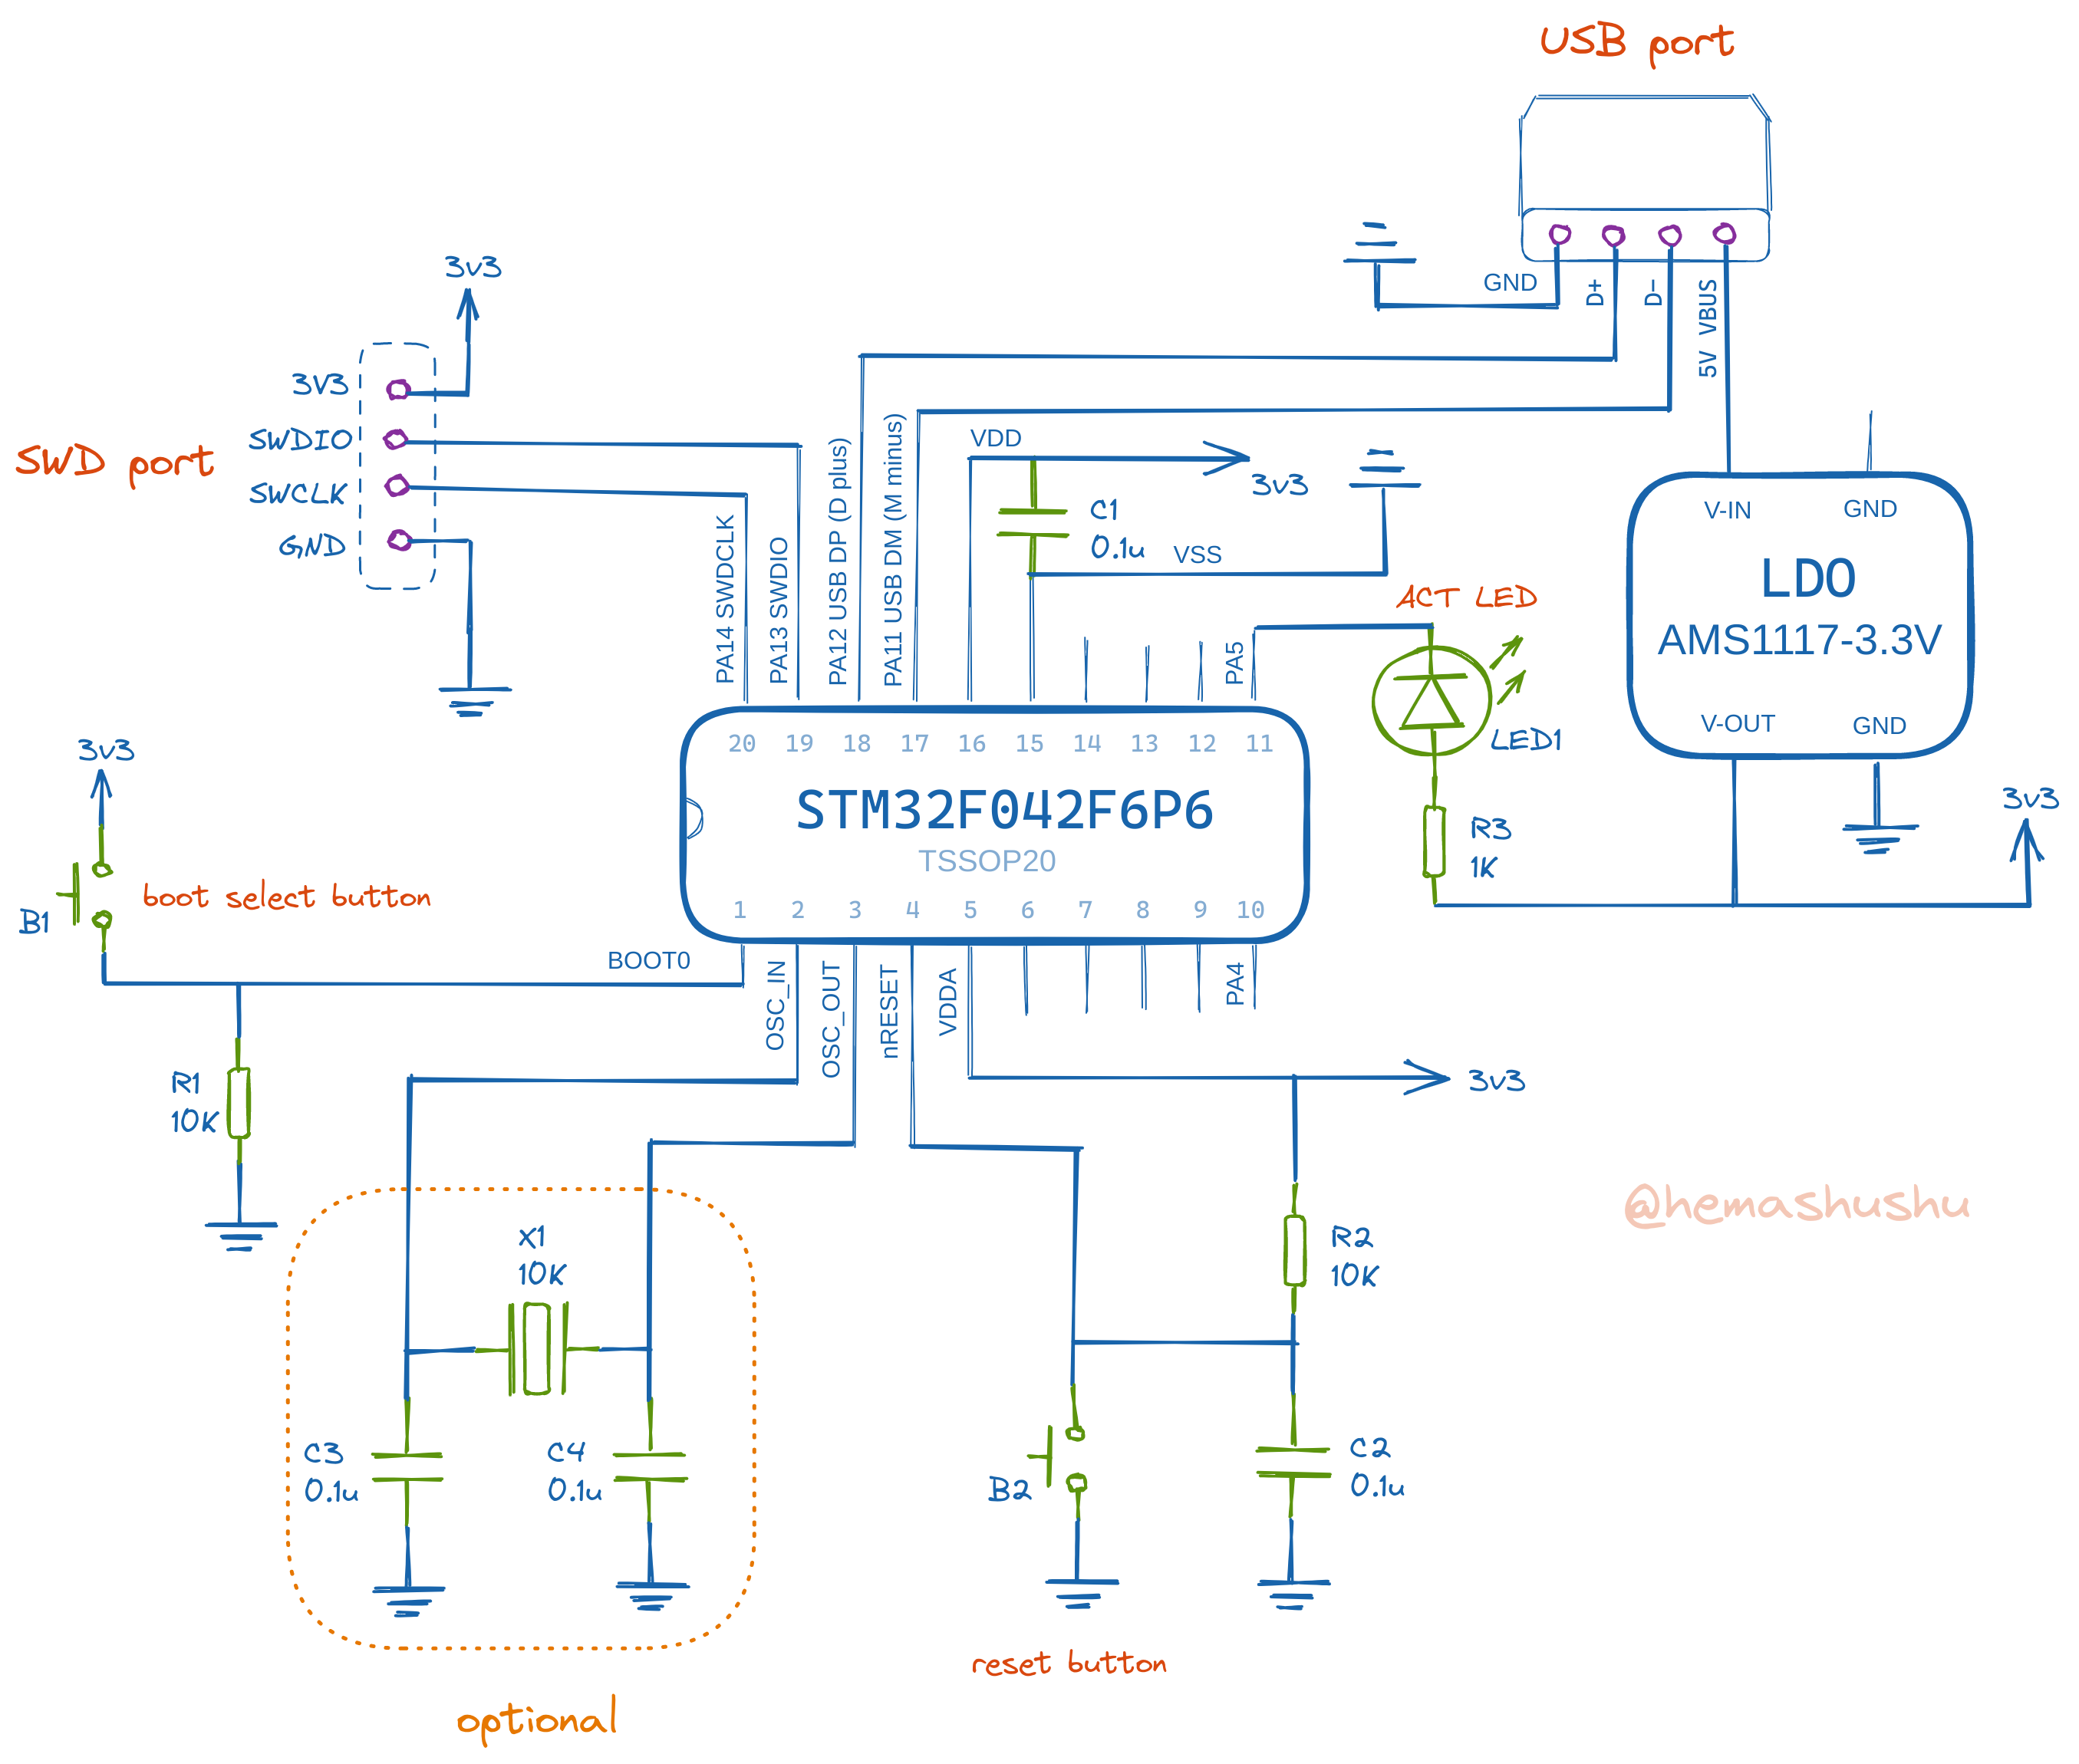 USB port
GND
D+
D-
5V VBUS
3v3
3V3
SWDIO
SWCLK
GND
SWD port
PA14 SWDCLK
PA13 SWDIO
PA12 USB DP (D plus)
PA11 USB DM (M minus)
VDD
3v3
C1
0.1u
VSS
PA5
ACT LED
LED1
R3
1K
V-IN
GND
LDO
AMS1117-3.3V
V-OUT
GND
3v3
3v3
B1
boot select button
20 19 18 17 16 15 14 13 12 11
STM32F042F6P6
TSSOP20
1 2 3 4 5 6 7 8 9 10
BOOT0
OSC_IN
OSC_OUT
nRESET
VDDA
PA4
R1
10K
3v3
X1
10K
R2
10K
@hemashushu
C3
0.1u
C4
0.1u
B2
C2
0.1u
reset button
optional